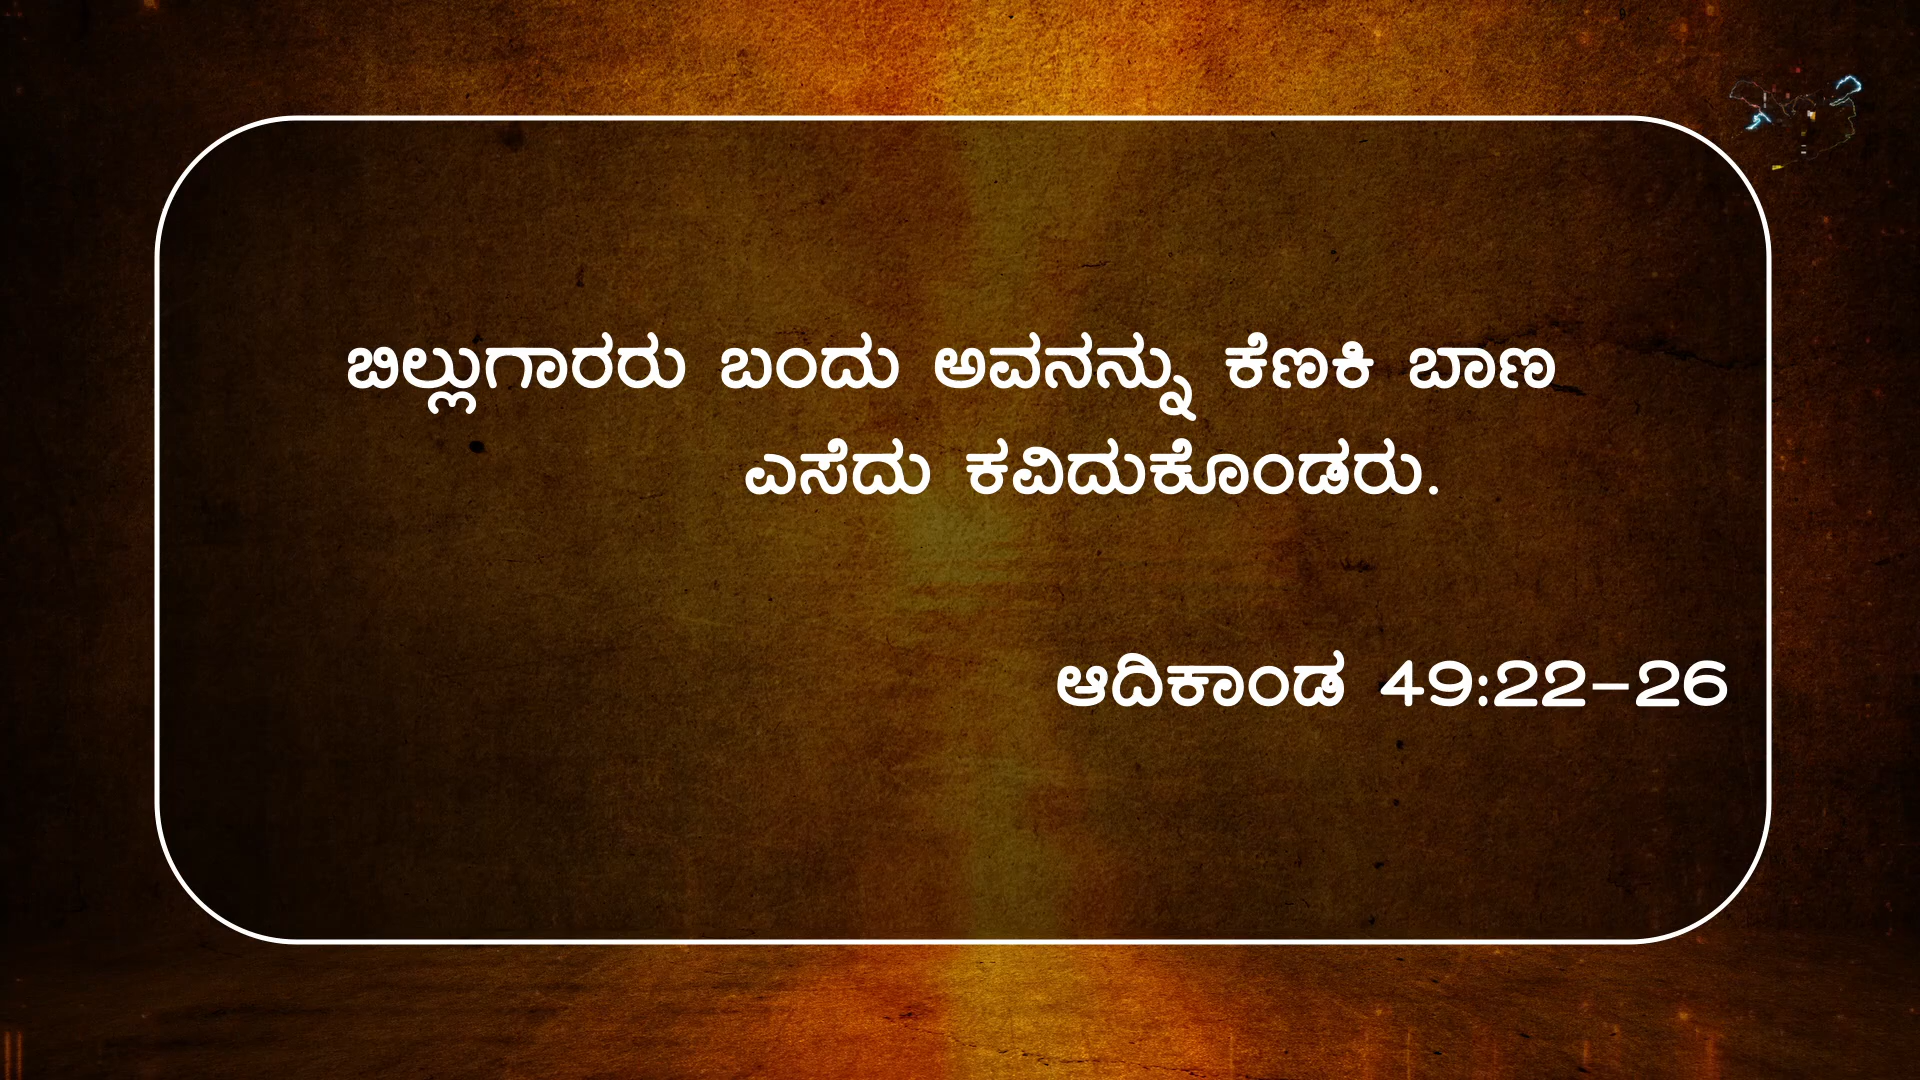 ಬಿಲ್ಲುಗಾರರು ಬಂದು ಅವನನ್ನು ಕೆಣಕಿ ಬಾಣ
ಎಸೆದು ಕವಿದುಕೊಂಡರು.
ಆದಿಕಾಂಡ 49:22-26